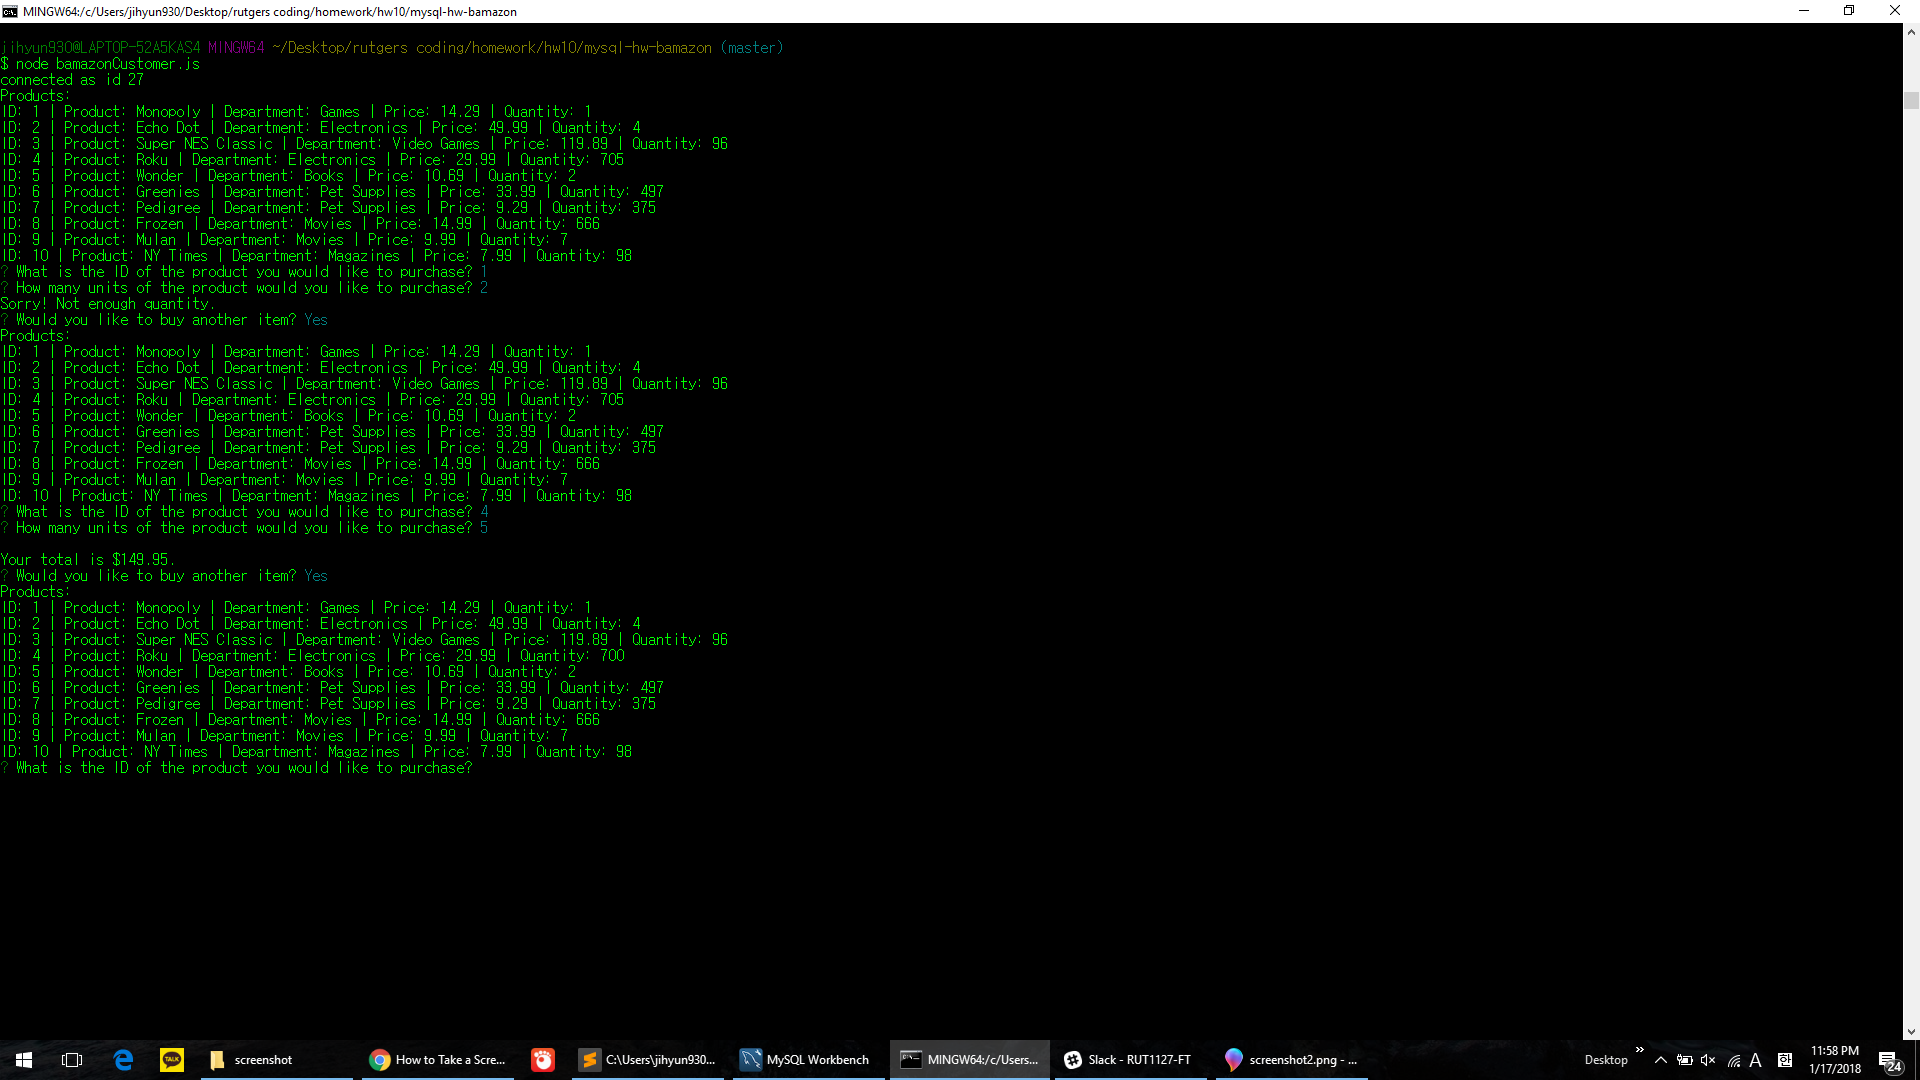 MINGW64:/c/Users/jihyun930/Desktop/rutgers coding/homework/hw10/mysql-hw-bamazon
jihyun930@LAPTOP-52A5KAS4 MINGW64 ~/Desktop/rutgers coding/homework/hw10/mysql-hw-bamazon (master)
$ node bamazonCustomer.js
connected as id 27
Products:
ID: 1 | Product: Monopoly | Department: Games | Price: 14.29 | Quantity: 1
ID: 2 | Product: Echo Dot | Department: Electronics | Price: 49.99 | Quantity: 4
ID: 3 | Product: Super NES Classic | Department: Video Games | Price: 119.89 | Quantity: 96
ID: 4 | Product: Roku | Department: Electronics | Price: 29.99 | Quantity: 705
ID: 5 | Product: Wonder | Department: Books | Price: 10.69 | Quantity: 2
ID: 6 | Product: Greenies | Department: Pet Supplies | Price: 33.99 | Quantity: 497
ID: 7 | Product: Pedigree | Department: Pet Supplies | Price: 9.29 | Quantity: 375
ID: 8 | Product: Frozen | Department: Movies | Price: 14.99 | Quantity: 666
ID: 9 | Product: Mulan | Department: Movies | Price: 9.99 | Quantity: 7
ID: 10 | Product: NY Times | Department: Magazines | Price: 7.99 | Quantity: 98
? What is the ID of the product you would like to purchase? 1
? How many units of the product would you like to purchase? 2
Sorry! Not enough quantity.
? Would you like to buy another item? Yes
Products:
ID: 1 | Product: Monopoly | Department: Games | Price: 14.29 | Quantity: 1
ID: 2 | Product: Echo Dot | Department: Electronics | Price: 49.99 | Quantity: 4
ID: 3 | Product: Super NES Classic | Department: Video Games | Price: 119.89 | Quantity: 96
ID: 4 | Product: Roku | Department: Electronics | Price: 29.99 | Quantity: 705
ID: 5 | Product: Wonder | Department: Books | Price: 10.69 | Quantity: 2
ID: 6 | Product: Greenies | Department: Pet Supplies | Price: 33.99 | Quantity: 497
ID: 7 | Product: Pedigree | Department: Pet Supplies | Price: 9.29 | Quantity: 375
ID: 8 | Product: Frozen | Department: Movies | Price: 14.99 | Quantity: 666
ID: 9 | Product: Mulan | Department: Movies | Price: 9.99 | Quantity: 7
ID: 10 | Product: NY Times | Department: Magazines | Price: 7.99 | Quantity: 98
? What is the ID of the product you would like to purchase? 4
? How many units of the product would you like to purchase? 5
Your total is $149.95.
? Would you like to buy another item? Yes
Products:
ID: 1 | Product: Monopoly | Department: Games | Price: 14.29 | Quantity: 1
ID: 2 | Product: Echo Dot | Department: Electronics | Price: 49.99 | Quantity: 4
ID: 3 | Product: Super NES Classic | Department: Video Games | Price: 119.89 | Quantity: 96
ID: 4 | Product: Roku | Department: Electronics | Price: 29.99 | Quantity: 700
ID: 5 | Product: Wonder | Department: Books | Price: 10.69 | Quantity: 2
ID: 6 | Product: Greenies | Department: Pet Supplies | Price: 33.99 | Quantity: 497
ID: 7 | Product: Pedigree | Department: Pet Supplies | Price: 9.29 | Quantity: 375
ID: 8 | Product: Frozen | Department: Movies | Price: 14.99 | Quantity: 666
ID: 9 | Product: Mulan | Department: Movies | Price: 9.99 | Quantity: 7
ID: 10 | Product: NY Times | Department: Magazines | Price: 7.99 | Quantity: 98
? What is the ID of the product you would like to purchase?
TALK screenshot How to Take a Scre... C:\Users\jihyun930... MySQL Workbench MINGW64:/c/Users... Slack - RUT1127-FT screenshot2.png - ... Desktop A 한 11:58 PM
1/17/2018 24